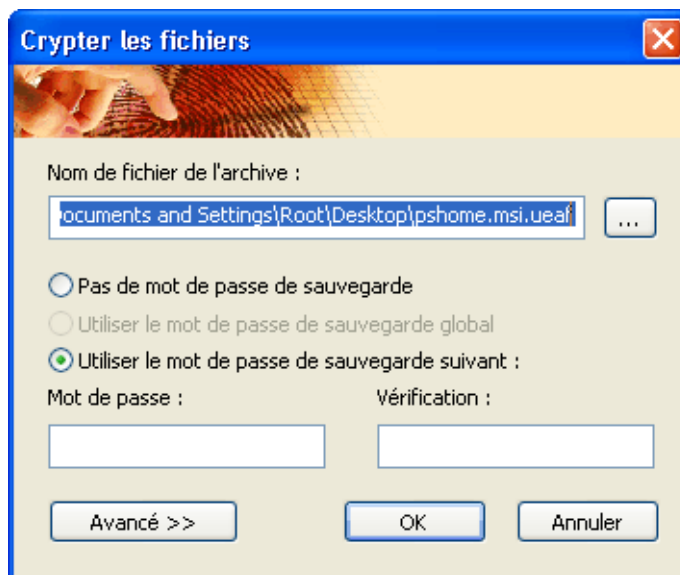 Crypter les fichiers
Nom de fichier de l'archive :
ocuments and Settings\Root\Desktop\pshome.msi.ueaf
...
Pas de mot de passe de sauvegarde
Utiliser le mot de passe de sauvegarde global
Utiliser le mot de passe de sauvegarde suivant :
Mot de passe : Vérification :
Avancé >> OK Annuler